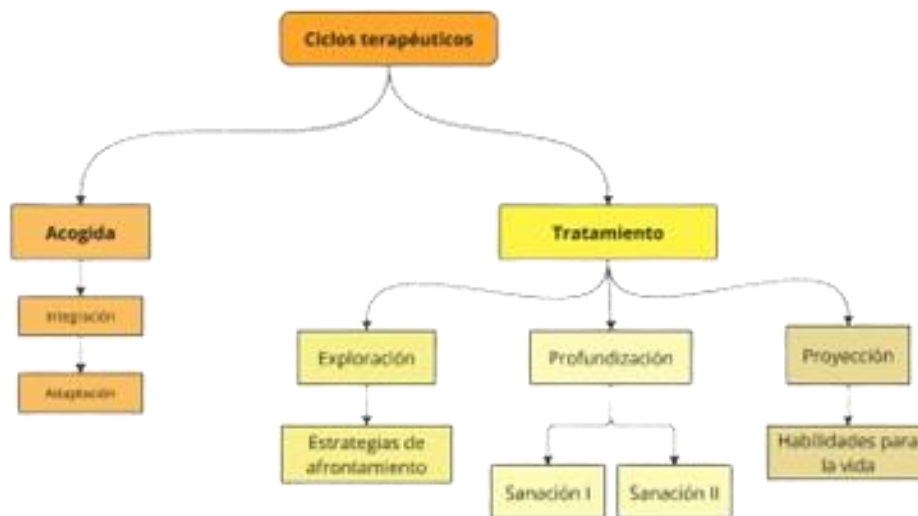 Ciclos terapéuticos
Acogida
Tratamiento
Integración
Adaptación
Exploración
Profundización
Proyección
Estrategias de
afrontamiento
Habilidades para
la vida
Sanación I
Sanación II